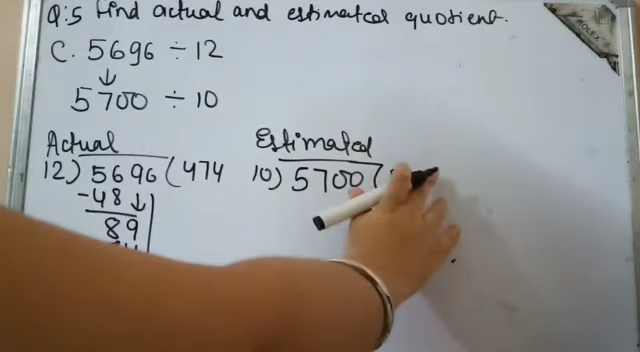 Q:5 Find actual and estimated quotient.
C. 5696 ÷ 12
↓
5700 ÷ 10
Actual Estimated
12) 5696 (474 10) 5700 (
-48↓
89
ROLEX